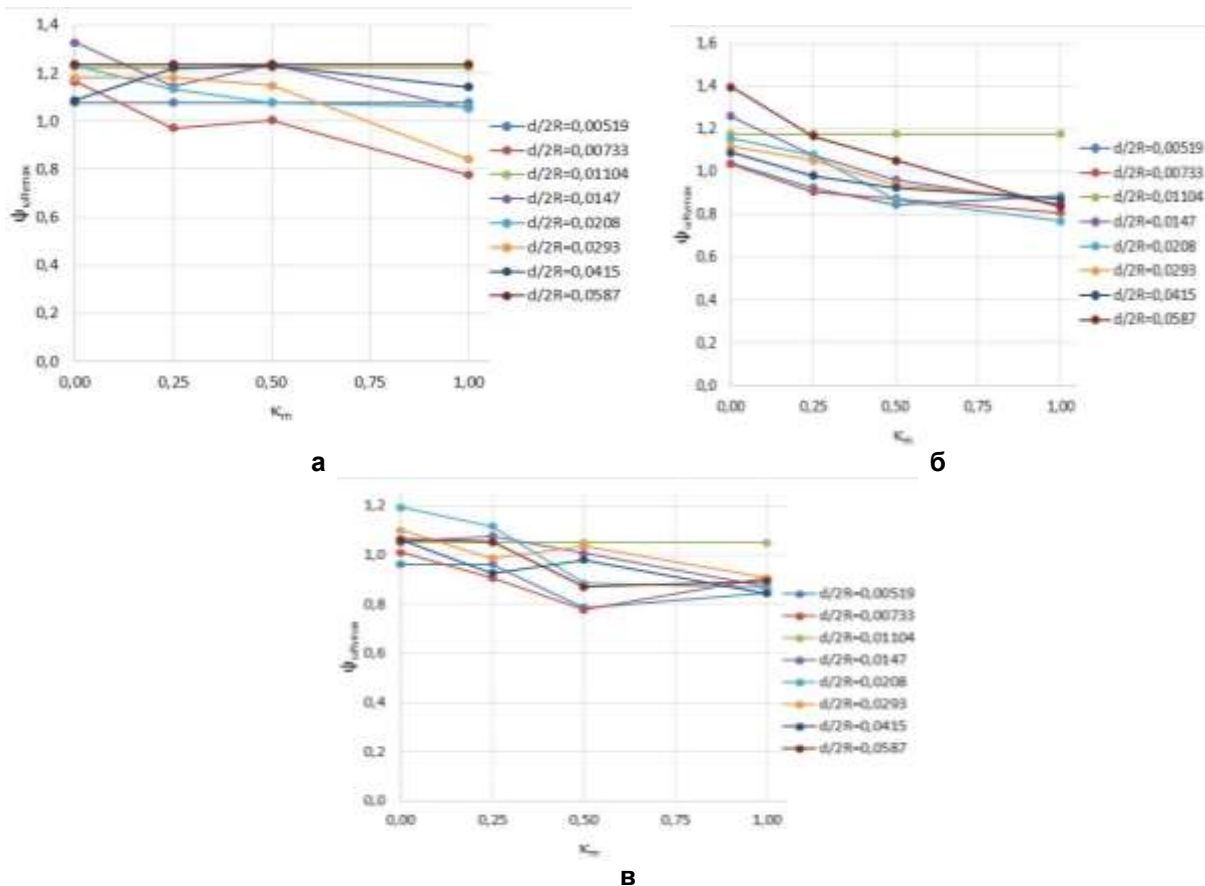 1,4
1,2
1,0
0,8
0,6
0,4
0,2
0,0
0,00 0,25 0,50 0,75 1,00
κm
d/2R=0,00519
d/2R=0,00733
d/2R=0,01104
d/2R=0,0147
d/2R=0,0208
d/2R=0,0293
d/2R=0,0415
d/2R=0,0587
а
1,6
1,4
1,2
1,0
0,8
0,6
0,4
0,2
0,0
0,00 0,25 0,50 0,75 1,00
κm
d/2R=0,00519
d/2R=0,00733
d/2R=0,01104
d/2R=0,0147
d/2R=0,0208
d/2R=0,0293
d/2R=0,0415
d/2R=0,0587
б
1,2
1,0
0,8
0,6
0,4
0,2
0,0
0,00 0,25 0,50 0,75 1,00
d/2R=0,00519
d/2R=0,00733
d/2R=0,01104
d/2R=0,0147
d/2R=0,0208
d/2R=0,0293
d/2R=0,0415
d/2R=0,0587
в